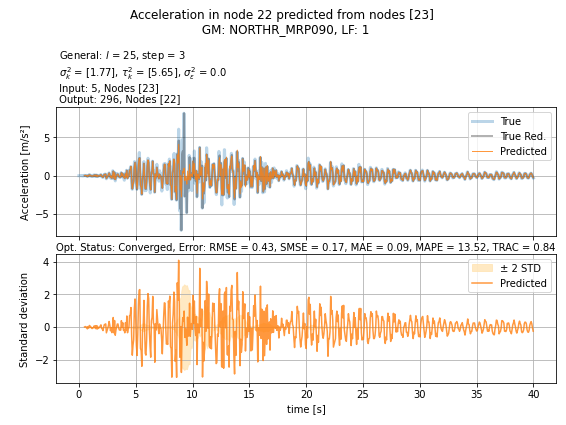 Acceleration in node 22 predicted from nodes [23]
GM: NORTHR_MRP090, LF: 1
General: l = 25, step = 3
σ²ₖ = [1.77], τ²ₖ = [5.65], σ²ε = 0.0
Input: 5, Nodes [23]
Output: 296, Nodes [22]
Acceleration [m/s²]
5
0
−5
True
True Red.
Predicted
Opt. Status: Converged, Error: RMSE = 0.43, SMSE = 0.17, MAE = 0.09, MAPE = 13.52, TRAC = 0.84
Standard deviation
4
2
0
−2
± 2 STD
Predicted
0 5 10 15 20 25 30 35 40
time [s]